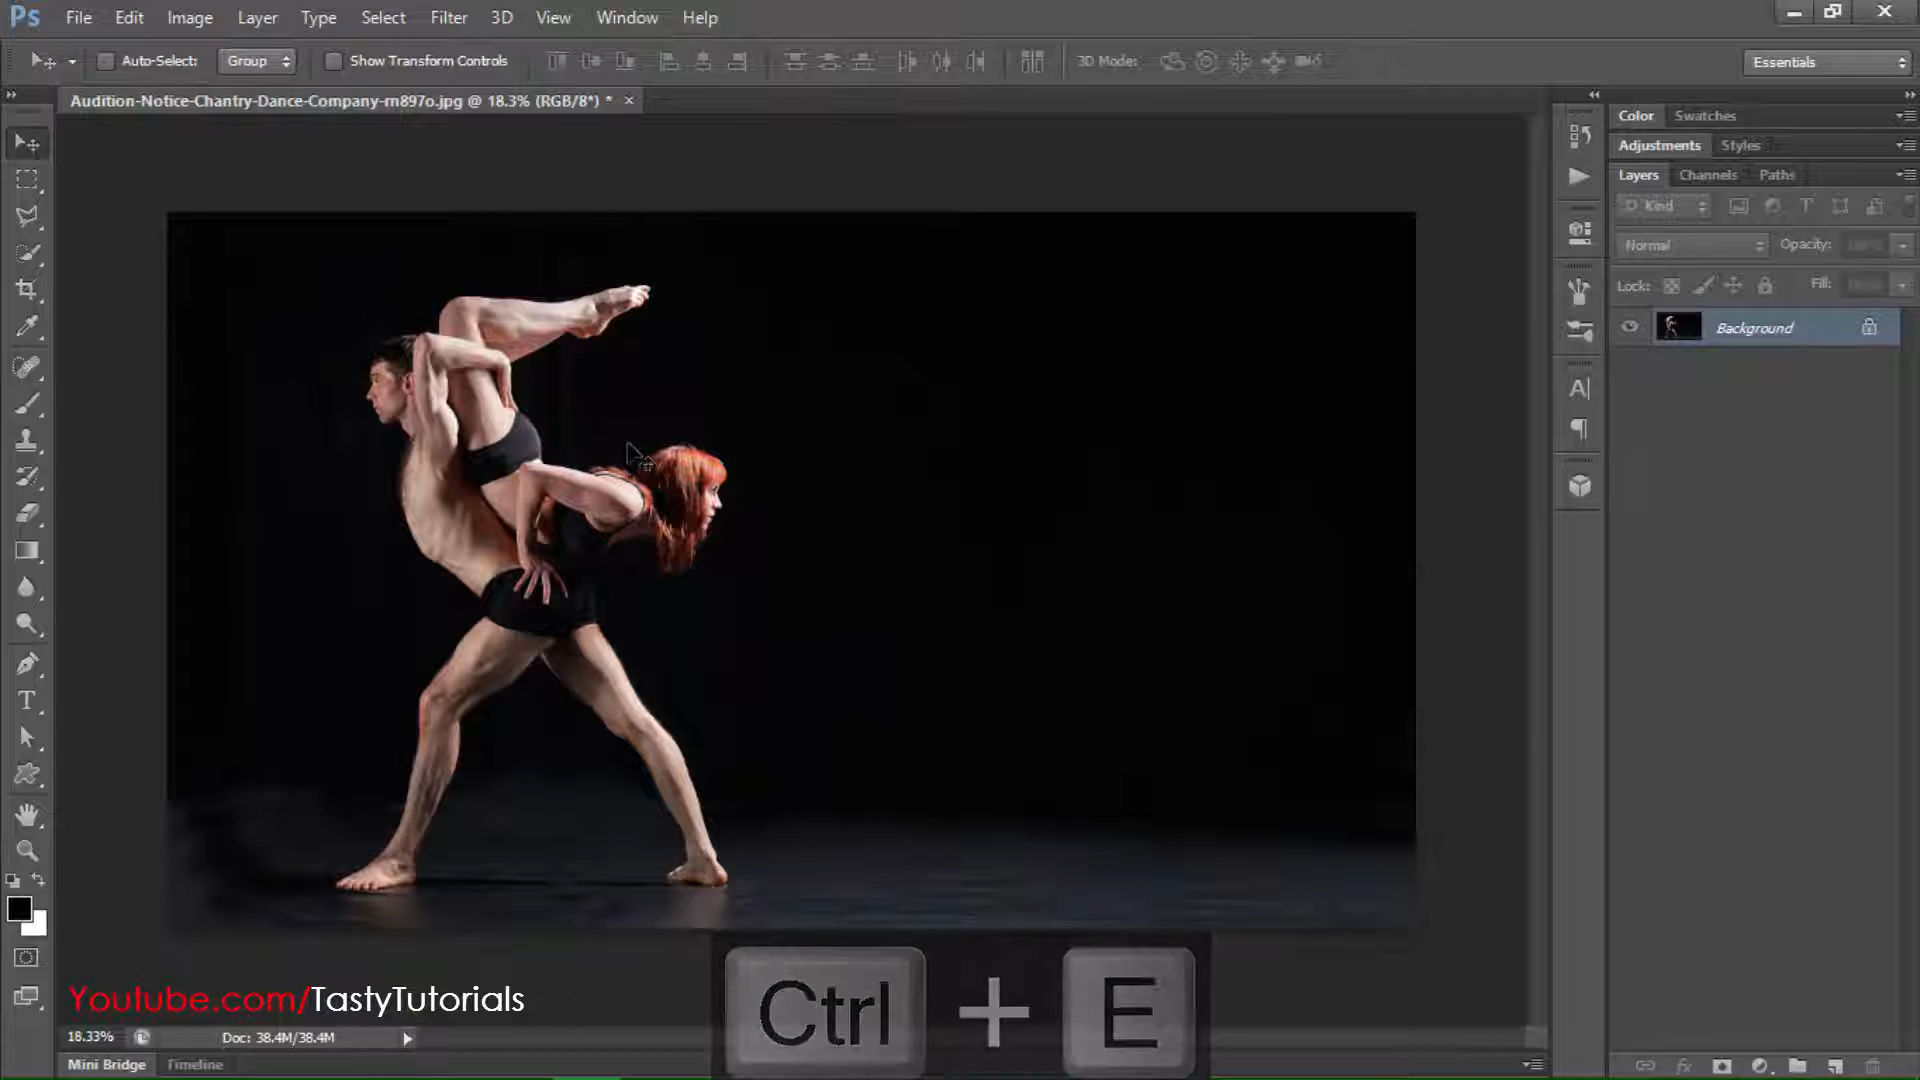 Ps File Edit Image Layer Type Select Filter 3D View Window Help
Auto-Select: Group Show Transform Controls 3D Mode: Essentials
Audition-Notice-Chantry-Dance-Company-m897o.jpg @ 18.3% (RGB/8*) * ×
Color Swatches
Adjustments Styles
Layers Channels Paths
Kind
Normal Opacity:
Lock: Fill:
Background
Youtube.com/TastyTutorials
Ctrl + E
18.33% Doc: 38.4M/38.4M
Mini Bridge Timeline